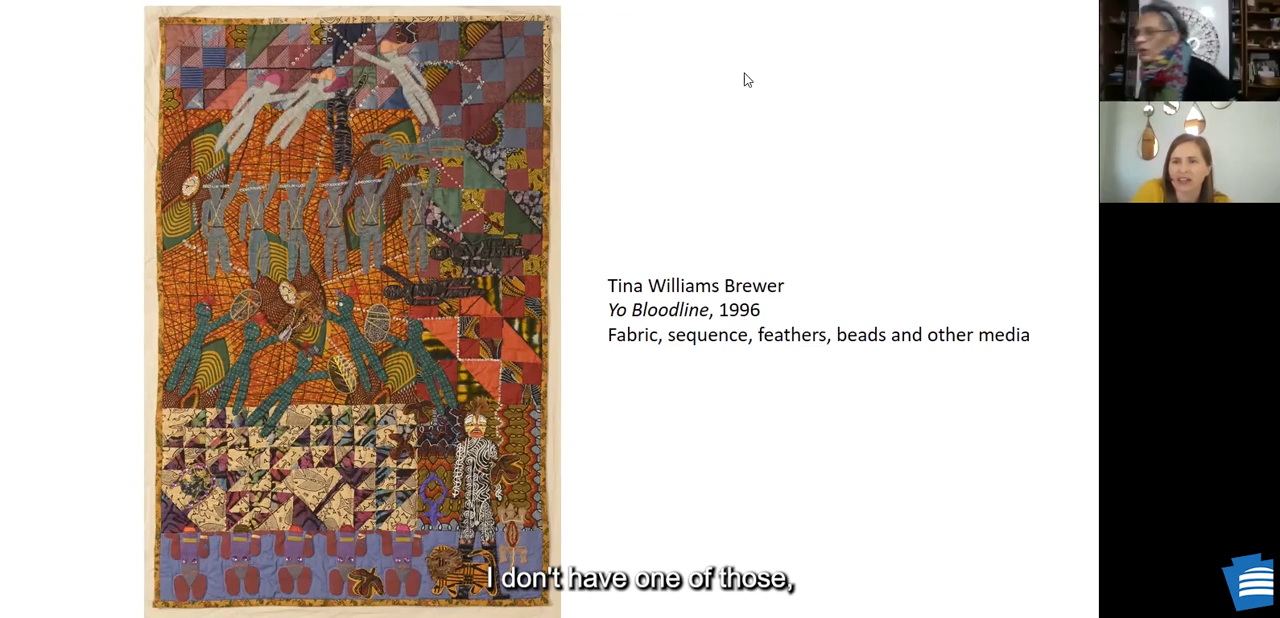 Tina Williams Brewer
Yo Bloodline, 1996
Fabric, sequence, feathers, beads and other media
I don't have one of those,